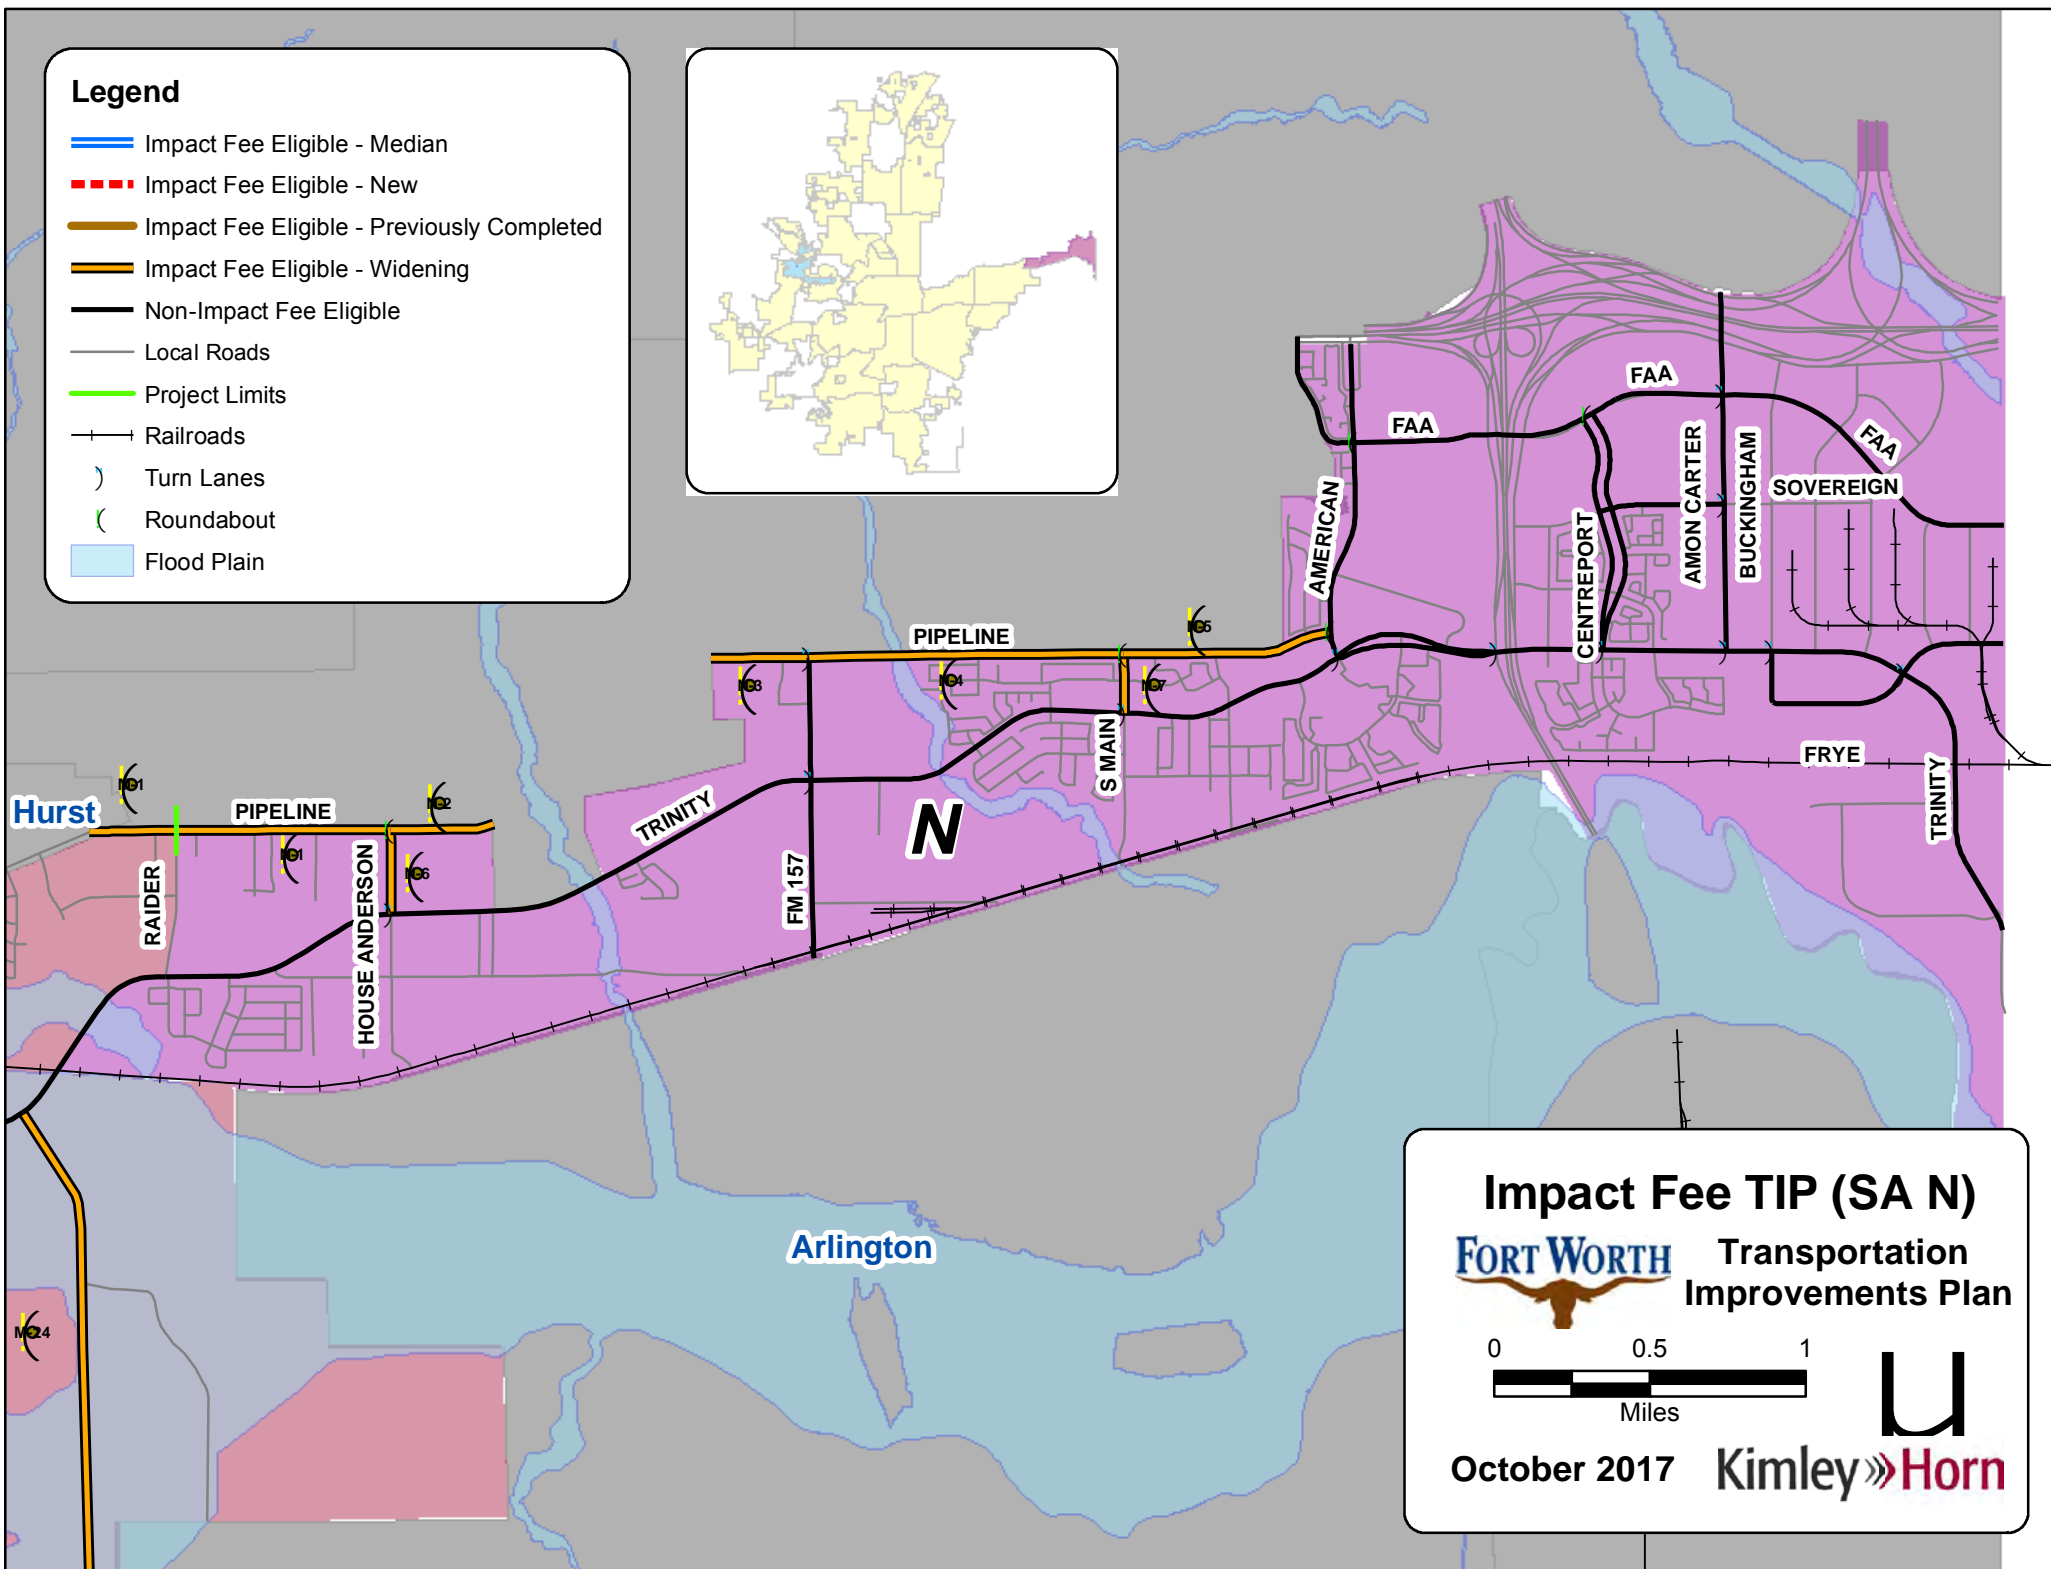 Legend
Impact Fee Eligible - Median
Impact Fee Eligible - New
Impact Fee Eligible - Previously Completed
Impact Fee Eligible - Widening
Non-Impact Fee Eligible
Local Roads
Project Limits
Railroads
Turn Lanes
Roundabout
Flood Plain
FAA
FAA
FAA
AMERICAN
CENTREPORT
AMON CARTER
BUCKINGHAM
SOVEREIGN
PIPELINE
S MAIN
FRYE
TRINITY
Hurst
PIPELINE
RAIDER
HOUSE ANDERSON
TRINITY
FM 157
N
Arlington
Impact Fee TIP (SA N)
FORT WORTH
Transportation
Improvements Plan
0 0.5 1
Miles
October 2017
Kimley»Horn